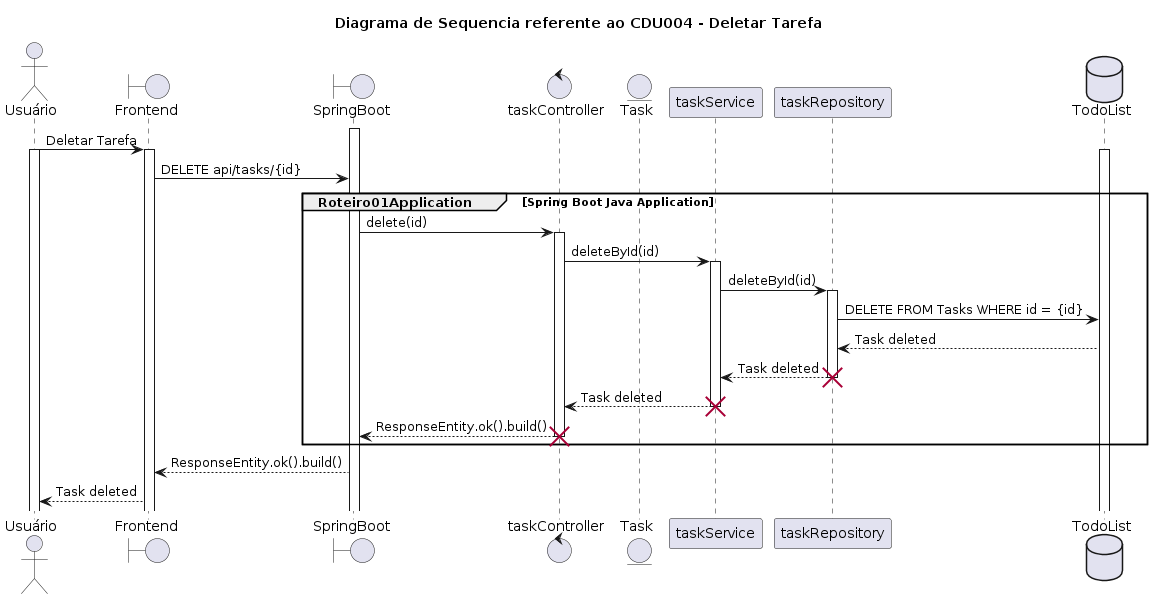 Diagrama de Sequencia referente ao CDU004 - Deletar Tarefa
Usuário
Frontend
SpringBoot
taskController
Task
taskService
taskRepository
TodoList
Deletar Tarefa
DELETE api/tasks/{id}
Roteiro01Application [Spring Boot Java Application]
delete(id)
deleteById(id)
deleteById(id)
DELETE FROM Tasks WHERE id = {id}
Task deleted
Task deleted
Task deleted
ResponseEntity.ok().build()
ResponseEntity.ok().build()
Task deleted
Usuário
Frontend
SpringBoot
taskController
Task
taskService
taskRepository
TodoList